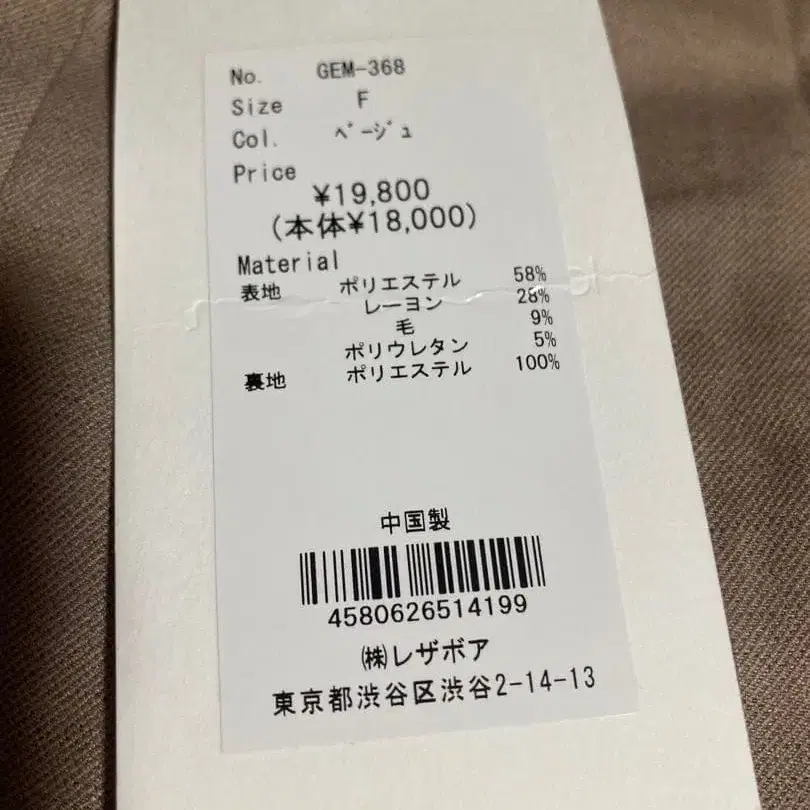 No. GEM-368
Size F
Col. ﾍﾞｰｼﾞｭ
Price
¥19,800
(本体¥18,000)
Material
表地 ポリエステル 58%
レーヨン 28%
毛 9%
ポリウレタン 5%
裏地 ポリエステル 100%
中国製
4580626514199
㈱レザボア
東京都渋谷区渋谷2-14-13